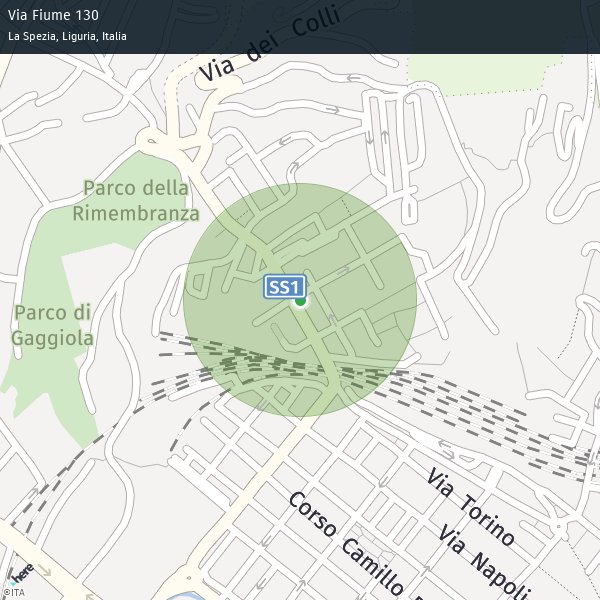 Via Fiume 130
La Spezia, Liguria, Italia
Via dei Colli
Parco della
Rimembranza
SS1
Parco di
Gaggiola
Via Torino
Corso Camillo
Via Napoli
here
©ITA